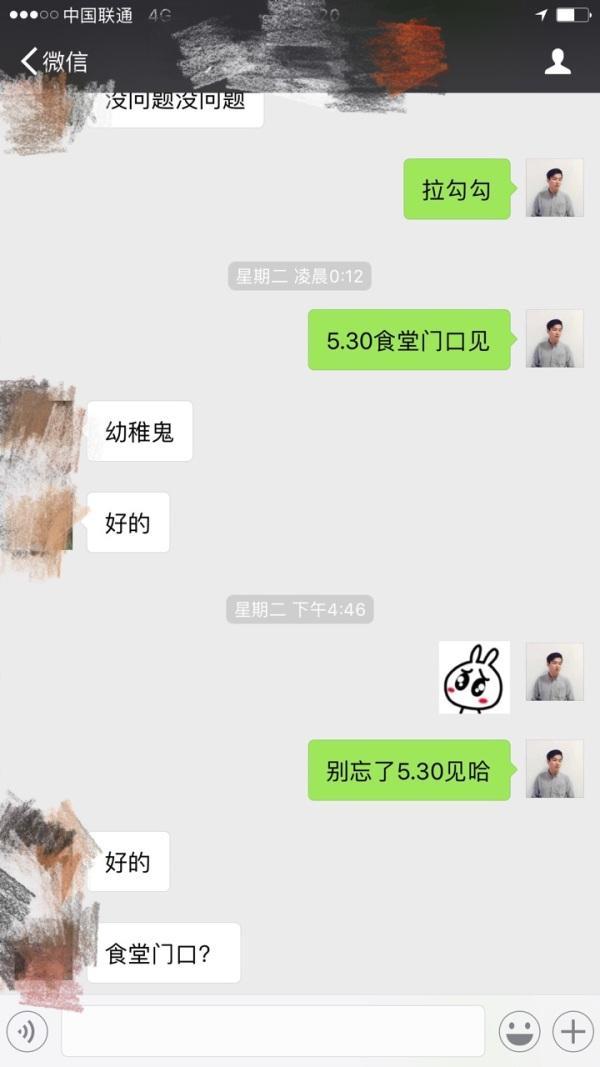 中国联通 4G
微信
没问题没问题
拉勾勾
星期二 凌晨0:12
5.30食堂门口见
幼稚鬼
好的
星期二 下午4:46
别忘了5.30见哈
好的
食堂门口?